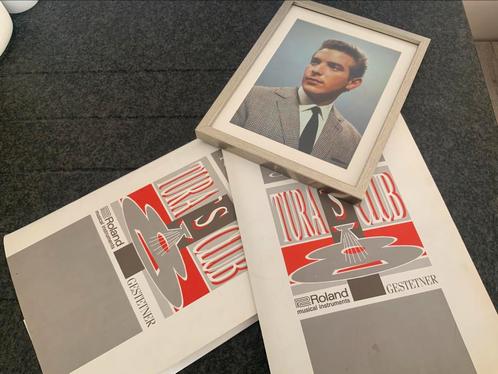 TURA'S CLUB
Roland
musical instruments
GESTETNER
TURA'S CLUB
Roland
musical instruments
GESTETNER